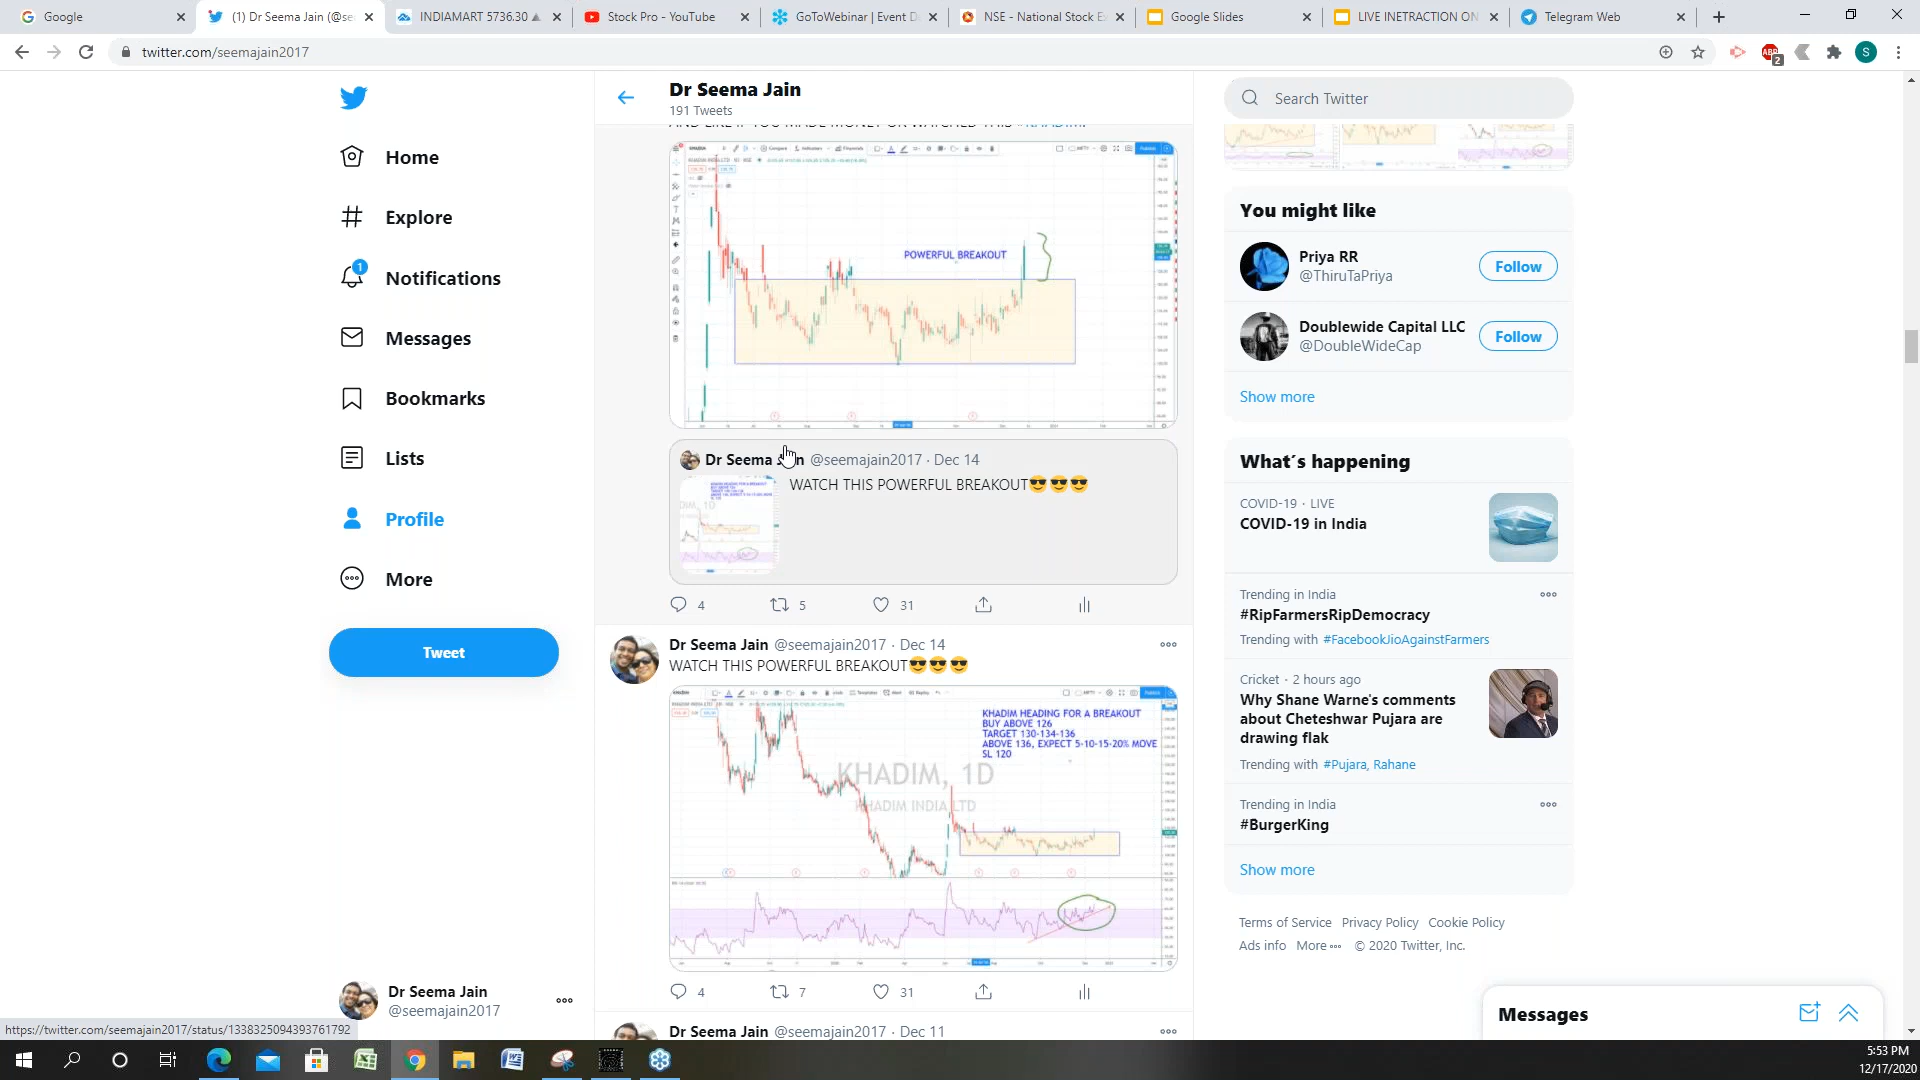 Google
(1) Dr Seema Jain (@se
INDIAMART 5736.30
Stock Pro - YouTube
GoToWebinar | Event D
NSE - National Stock E
Google Slides
LIVE INETRACTION ON
Telegram Web
twitter.com/seemajain2017
2
S
Home
Explore
1
Notifications
Messages
Bookmarks
Lists
Profile
More
Tweet
Dr Seema Jain
@seemajain2017
Dr Seema Jain
191 Tweets
POWERFUL BREAKOUT
Dr Seema @seemajain2017 · Dec 14
WATCH THIS POWERFUL BREAKOUT😎😎😎
4 5 31
Dr Seema Jain @seemajain2017 · Dec 14
WATCH THIS POWERFUL BREAKOUT😎😎😎
KHADIM HEADING FOR A BREAKOUT
BUY ABOVE 126
TARGET 130-134-136
ABOVE 136, EXPECT 5-10-15-20% MOVE
SL 120
KHADIM, 1D
KHADIM INDIA LTD
4 7 31
Dr Seema Jain @seemajain2017 · Dec 11
Search Twitter
You might like
Priya RR
@ThiruTaPriya
Follow
Doublewide Capital LLC
@DoubleWideCap
Follow
Show more
What's happening
COVID-19 · LIVE
COVID-19 in India
Trending in India
#RipFarmersRipDemocracy
Trending with #FacebookJioAgainstFarmers
Cricket · 2 hours ago
Why Shane Warne's comments
about Cheteshwar Pujara are
drawing flak
Trending with #Pujara, Rahane
Trending in India
#BurgerKing
Show more
Terms of Service Privacy Policy Cookie Policy
Ads info More © 2020 Twitter, Inc.
Messages
https://twitter.com/seemajain2017/status/1338325094393761792
5:53 PM
12/17/2020